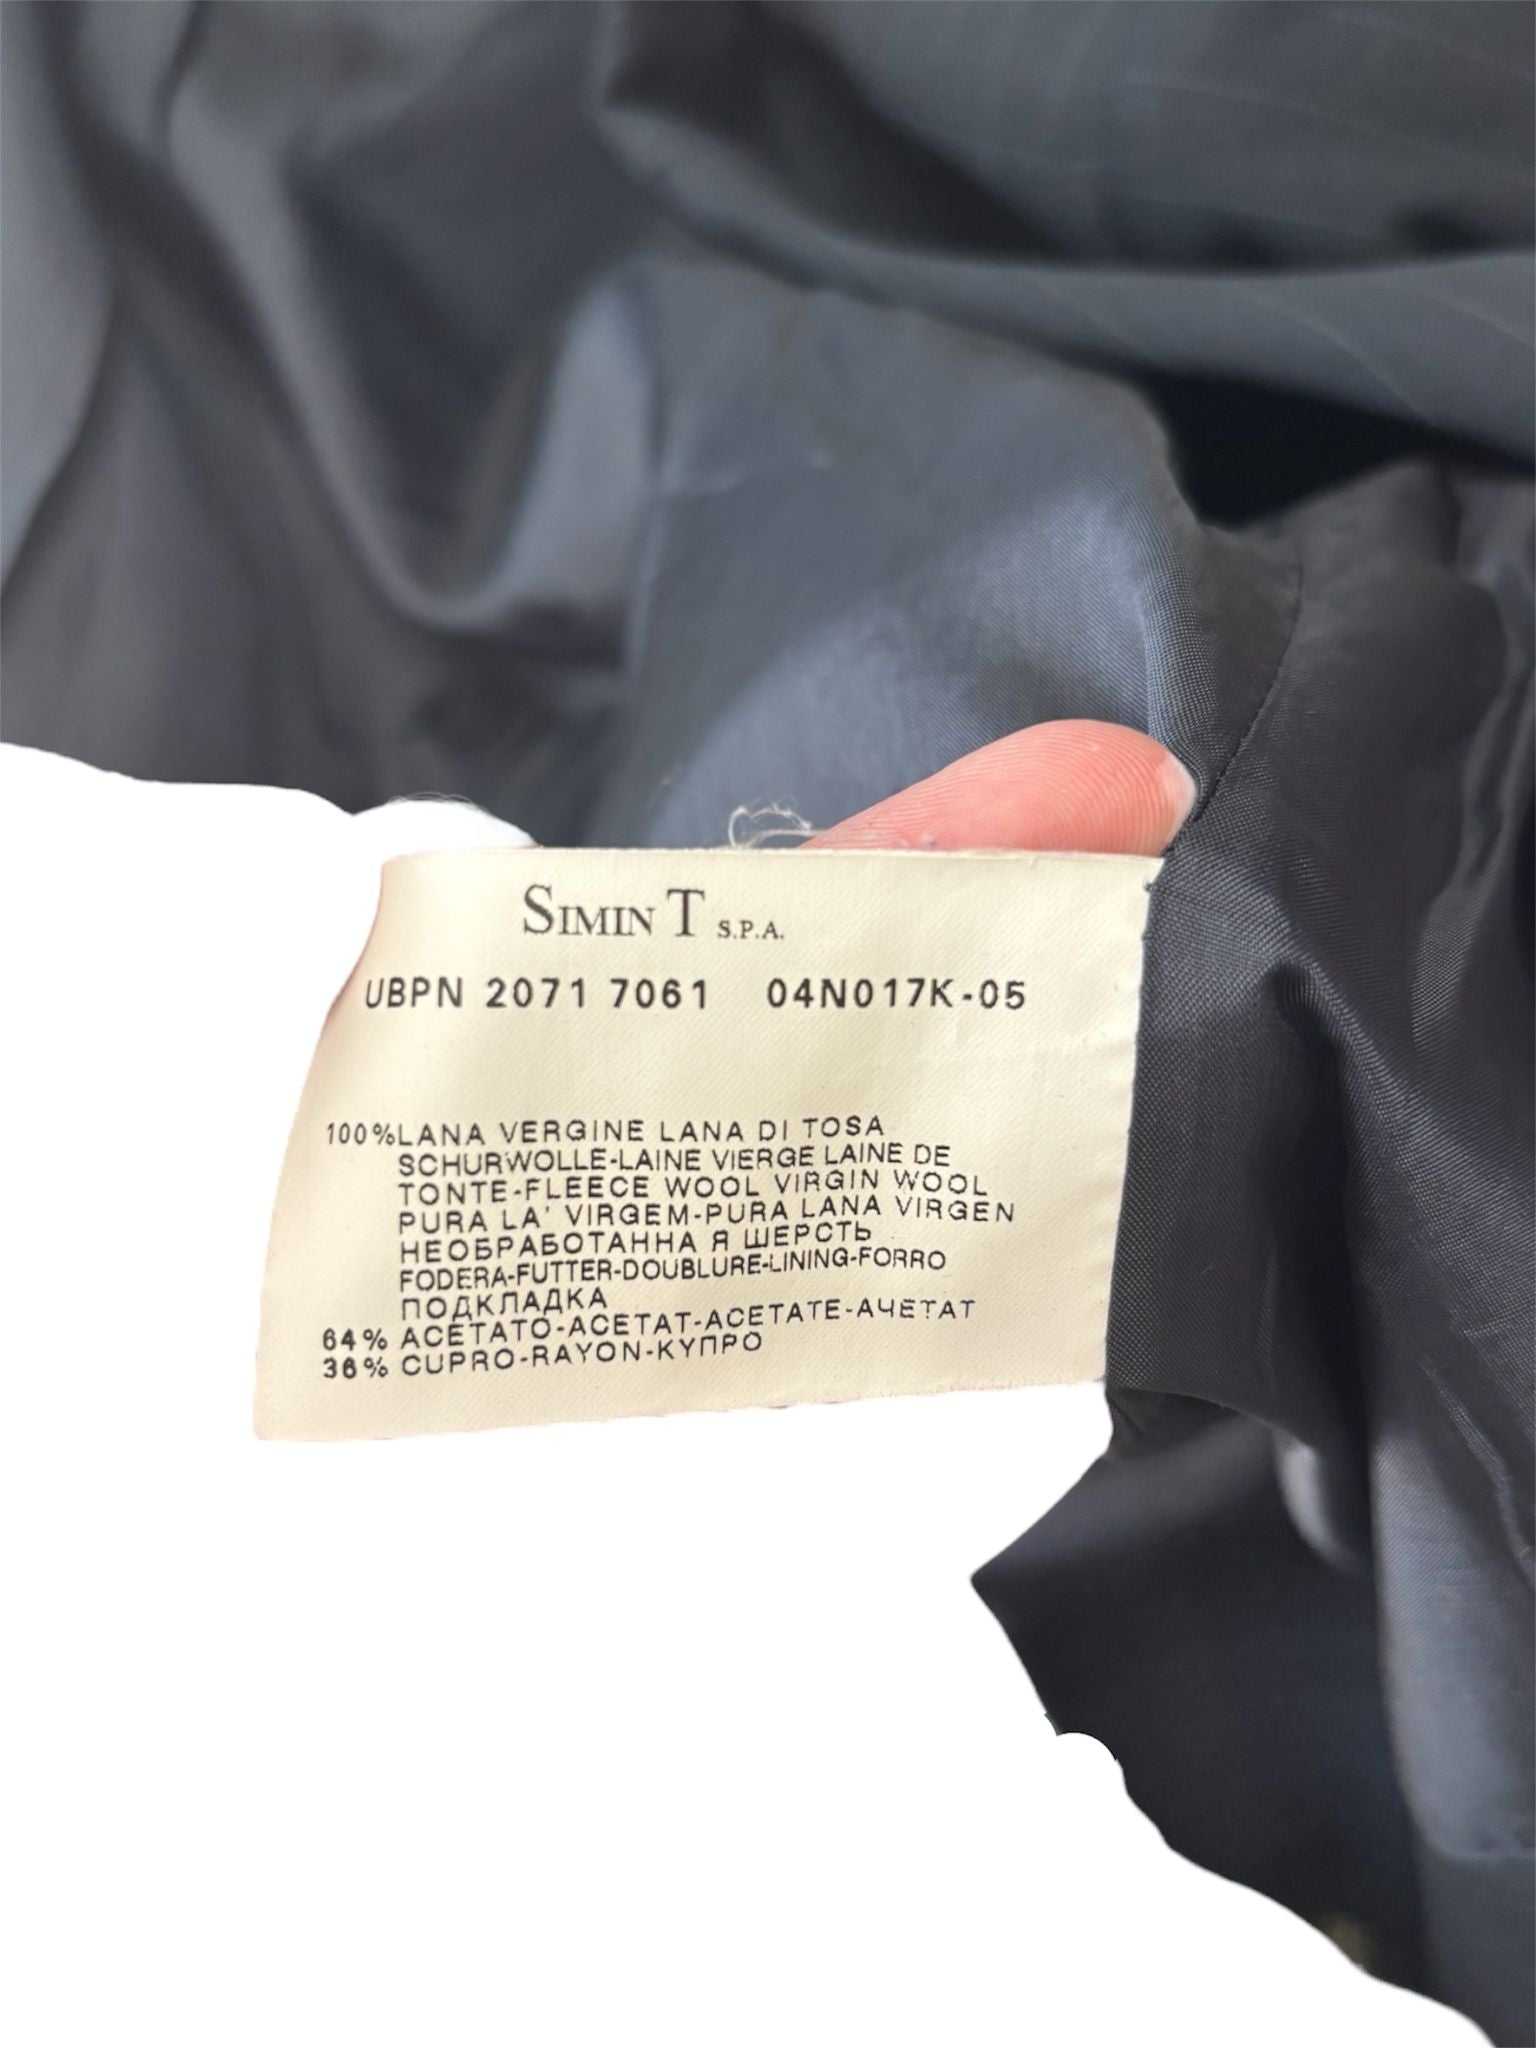 SIMIN T S.P.A.
UBPN 2071 7061 04N017K-05
100% LANA VERGINE LANA DI TOSA
SCHURWOLLE-LAINE VIERGE LAINE DE
TONTE-FLEECE WOOL VIRGIN WOOL
PURA LA' VIRGEM-PURA LANA VIRGEN
НЕОБРАБОТАННА Я ШЕРСТЬ
FODERA-FUTTER-DOUBLURE-LINING-FORRO
ПОДКЛАДКА
64% ACETATO-ACETAT-ACETATE-АЧЕТАТ
36% CUPRO-RAYON-КУПРО